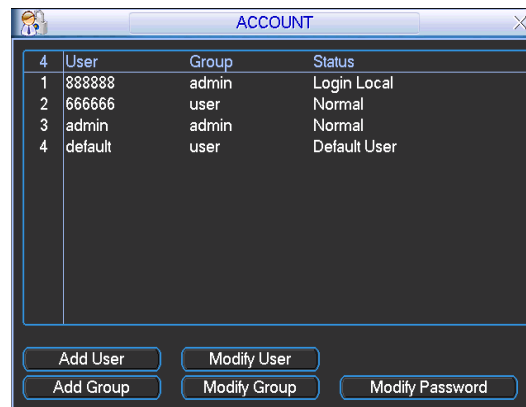 ACCOUNT
4 User Group Status
1 888888 admin Login Local
2 666666 user Normal
3 admin admin Normal
4 default user Default User
Add User Modify User
Add Group Modify Group Modify Password